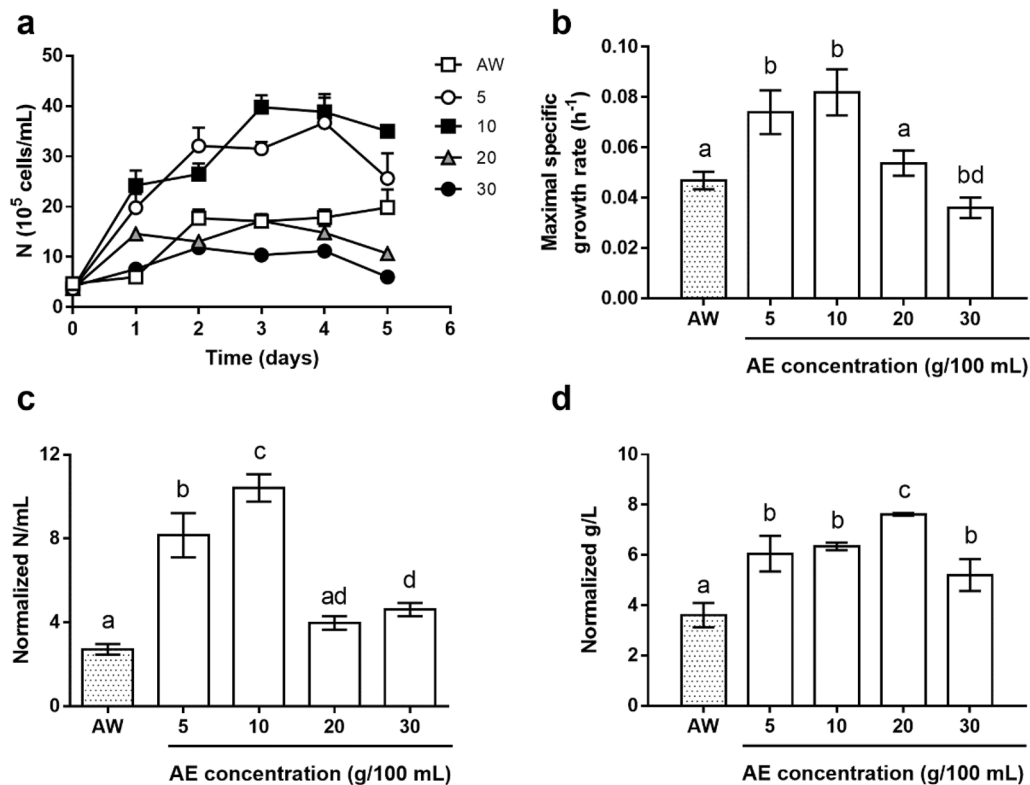 a
50
40
30
20
10
0
N (10⁵ cells/mL)
0 1 2 3 4 5 6
Time (days)
AW
5
10
20
30
b
0.10
0.08
0.06
0.04
0.02
0.00
Maximal specific
growth rate (h⁻¹)
a b b a bd
AW 5 10 20 30
AE concentration (g/100 mL)
c
12
8
4
0
Normalized N/mL
a b c ad d
AW 5 10 20 30
AE concentration (g/100 mL)
d
10
8
6
4
2
0
Normalized g/L
a b b c b
AW 5 10 20 30
AE concentration (g/100 mL)